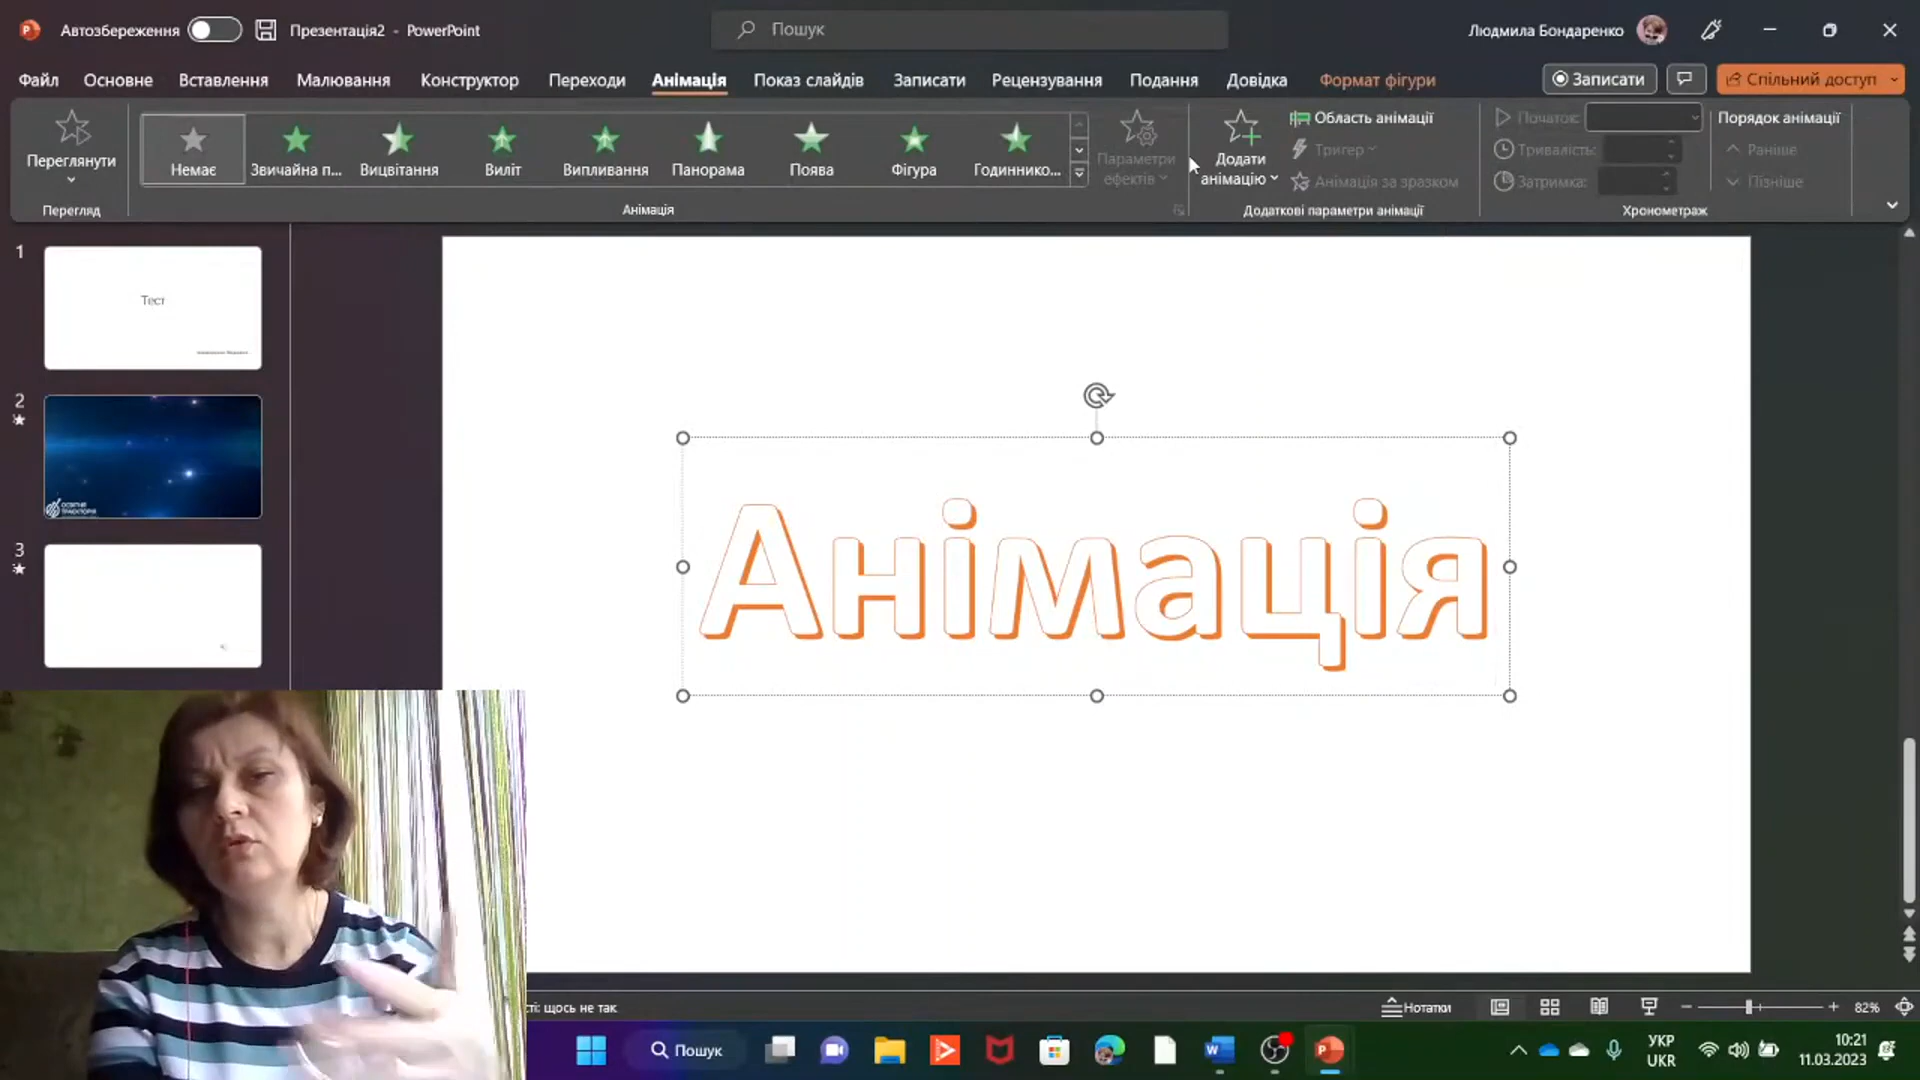 Автозбереження
Презентація2 - PowerPoint
Пошук
Людмила Бондаренко
Файл Основне Вставлення Малювання Конструктор Переходи Анімація Показ слайдів Записати Рецензування Подання Довідка Формат фігури
Записати
Спільний доступ
Переглянути
Немає
Звичайна п...
Вицвітання
Виліт
Випливання
Панорама
Поява
Фігура
Годиннико...
Параметри
ефектів
Додати
анімацію
Область анімації
Тригер
Анімація за зразком
Початок:
Тривалість:
Затримка:
Порядок анімації
Раніше
Пізніше
Перегляд
Анімація
Додаткові параметри анімації
Хронометраж
1
Тест
2
ОСВІТНЯ
ТРАЄКТОРІЯ
3
Анімація
сті: щось не так
Нотатки
82%
Пошук
УКР
UKR
10:21
11.03.2023